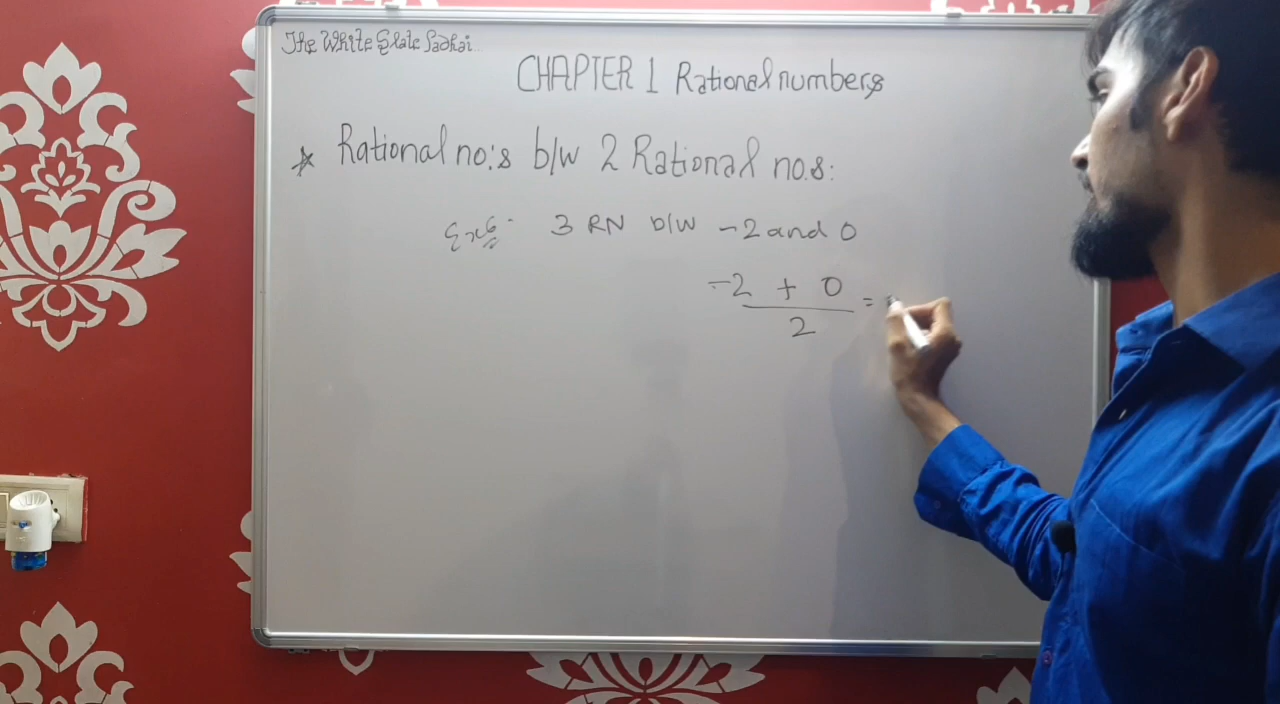 The White Slate Padhai
CHAPTER 1 Rational numbers
* Rational no:s b/w 2 Rational no.s:
3 RN b/w -2 and 0
-2 + 0
2
=